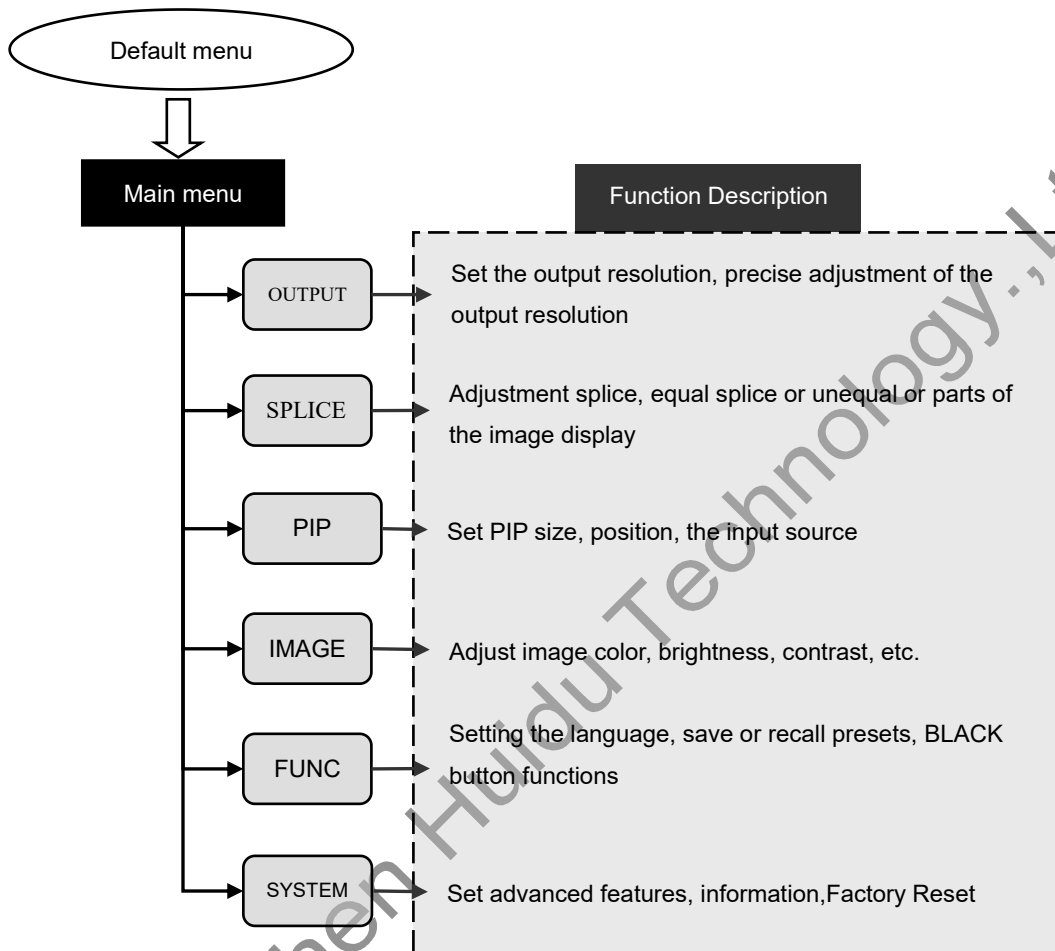 Default menu
Main menu
Function Description
OUTPUT
Set the output resolution, precise adjustment of the
output resolution
SPLICE
Adjustment splice, equal splice or unequal or parts of
the image display
PIP
Set PIP size, position, the input source
IMAGE
Adjust image color, brightness, contrast, etc.
FUNC
Setting the language, save or recall presets, BLACK
button functions
SYSTEM
Set advanced features, information,Factory Reset
hen Huidu Technology.,L